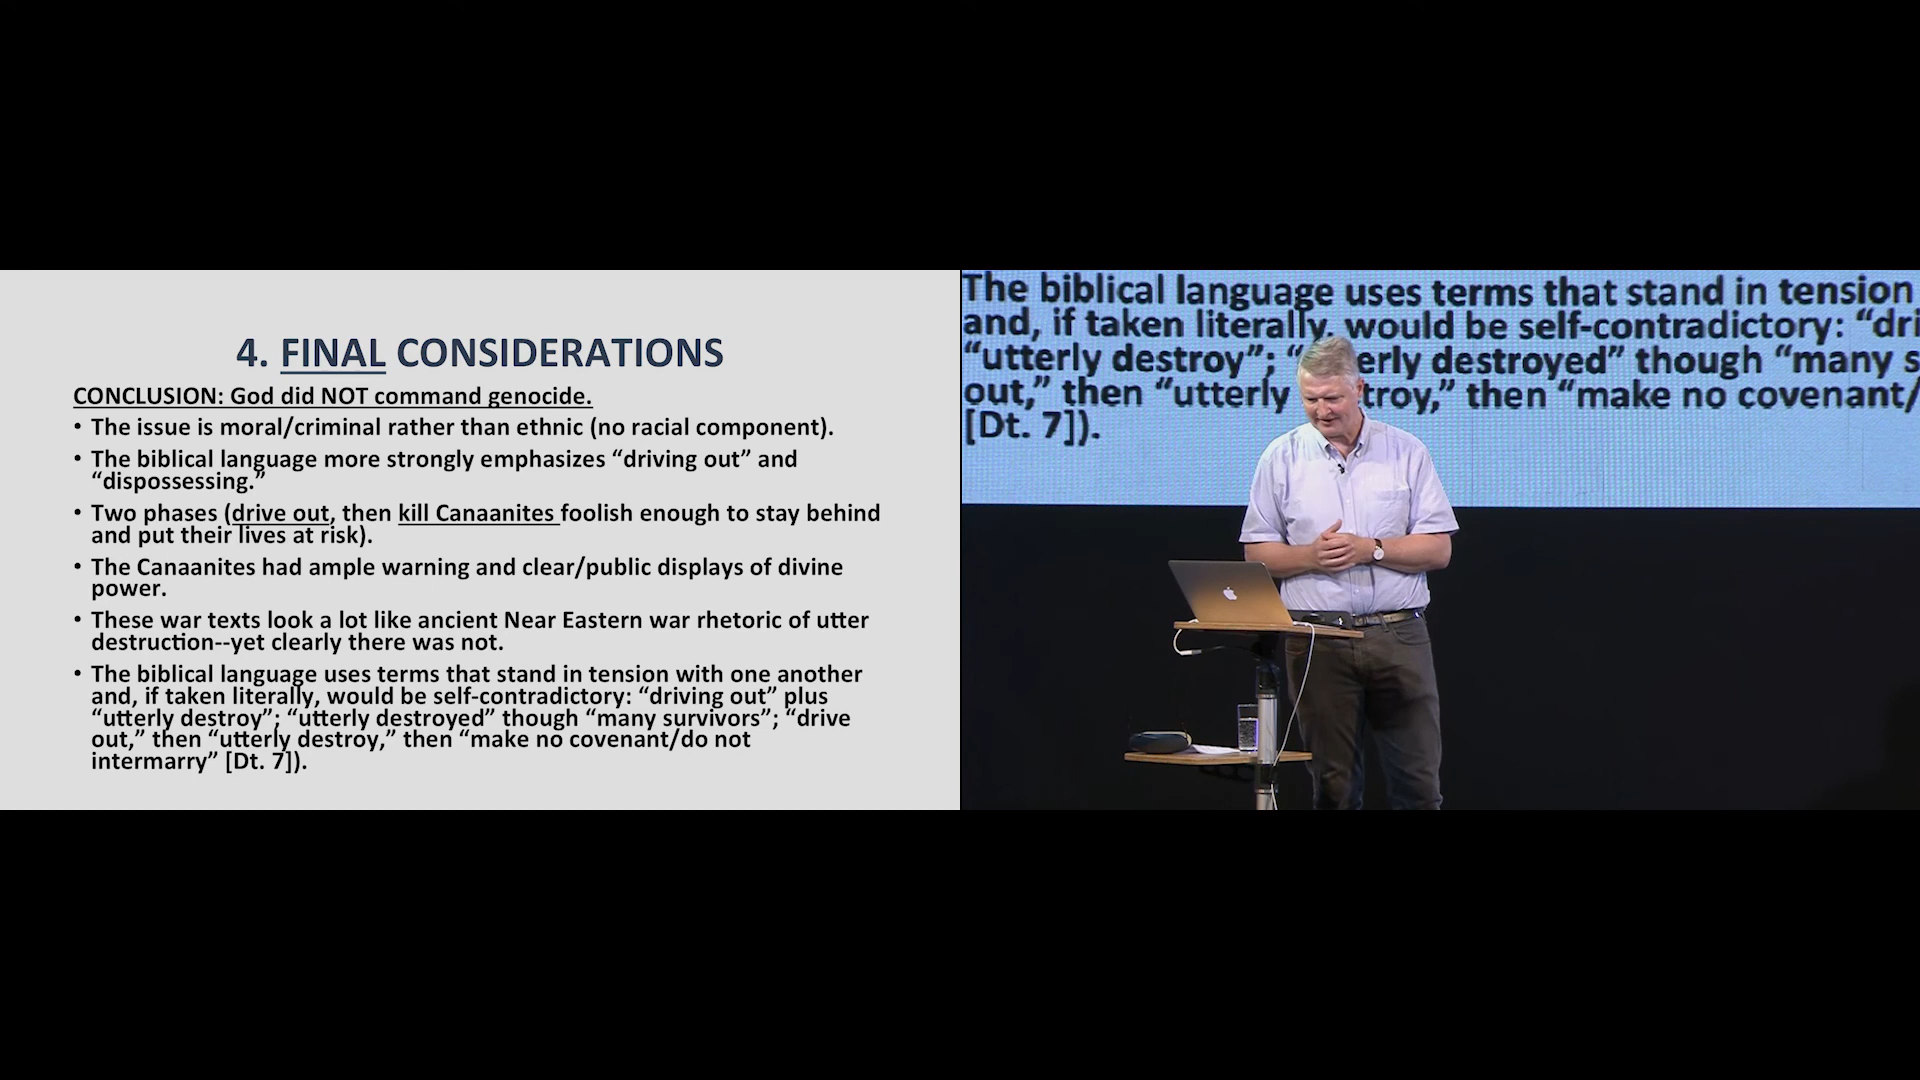 4. FINAL CONSIDERATIONS
CONCLUSION: God did NOT command genocide.
• The issue is moral/criminal rather than ethnic (no racial component).
• The biblical language more strongly emphasizes “driving out” and
“dispossessing.”
• Two phases (drive out, then kill Canaanites foolish enough to stay behind
and put their lives at risk).
• The Canaanites had ample warning and clear/public displays of divine
power.
• These war texts look a lot like ancient Near Eastern war rhetoric of utter
destruction--yet clearly there was not.
• The biblical language uses terms that stand in tension with one another
and, if taken literally, would be self-contradictory: “driving out” plus
“utterly destroy”; “utterly destroyed” though “many survivors”; “drive
out,” then “utterly destroy,” then “make no covenant/do not
intermarry” [Dt. 7]).
The biblical language uses terms that stand in tension
and, if taken literally, would be self-contradictory:
“utterly destroy”; destroyed” though “many
out,” then “utterly then “make no covenant/
[Dt. 7]).